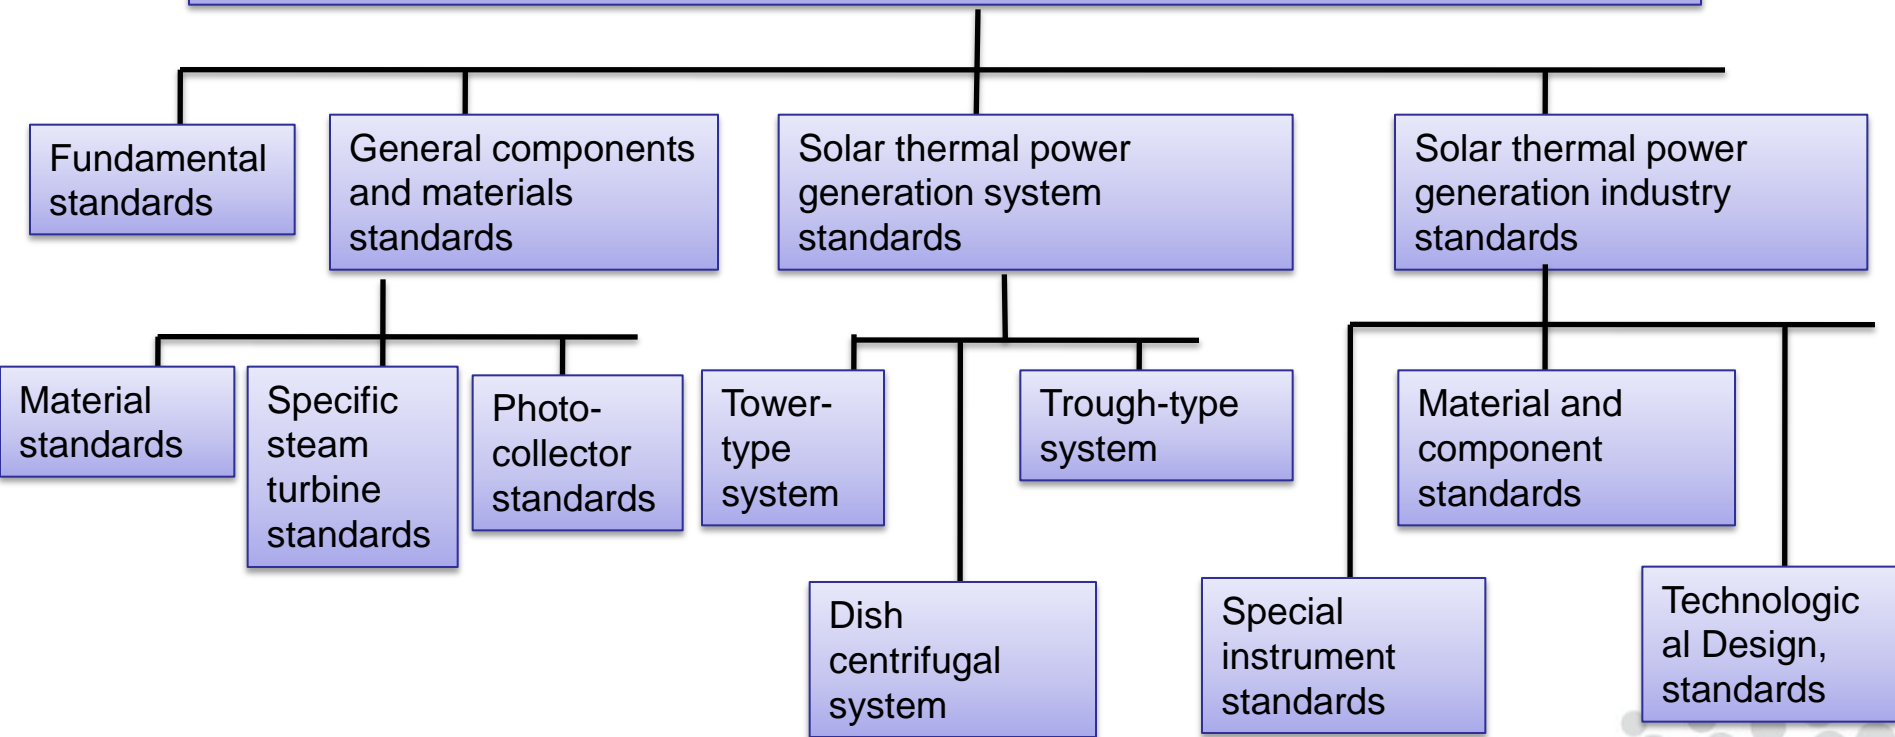 Fundamental
standards
General components
and materials
standards
Solar thermal power
generation system
standards
Solar thermal power
generation industry
standards
Material
standards
Specific
steam
turbine
standards
Photo-
collector
standards
Tower-
type
system
Trough-type
system
Material and
component
standards
Dish
centrifugal
system
Special
instrument
standards
Technologic
al Design,
standards